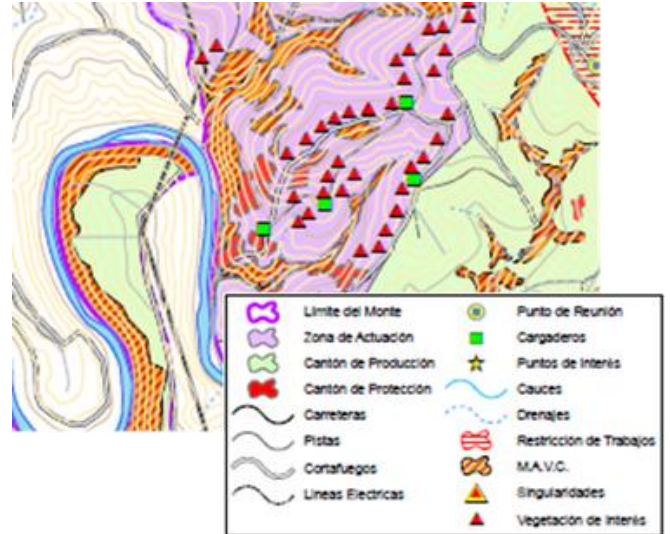 Límite del Monte
Zona de Actuación
Cantón de Producción
Cantón de Protección
Carreteras
Pistas
Cortafuegos
Líneas Electricas
Punto de Reunión
Cargaderos
Puntos de Interés
Cauces
Drenajes
Restricción de Trabajos
M.A.V.C.
Singularidades
Vegetación de Interés